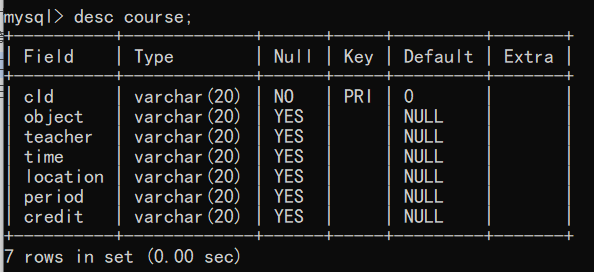 mysql> desc course;
+----------+-------------+------+-----+---------+-------+
| Field    | Type        | Null | Key | Default | Extra |
+----------+-------------+------+-----+---------+-------+
| cId      | varchar(20) | NO   | PRI | 0       |       |
| object   | varchar(20) | YES  |     | NULL    |       |
| teacher  | varchar(20) | YES  |     | NULL    |       |
| time     | varchar(20) | YES  |     | NULL    |       |
| location | varchar(20) | YES  |     | NULL    |       |
| period   | varchar(20) | YES  |     | NULL    |       |
| credit   | varchar(20) | YES  |     | NULL    |       |
+----------+-------------+------+-----+---------+-------+
7 rows in set (0.00 sec)